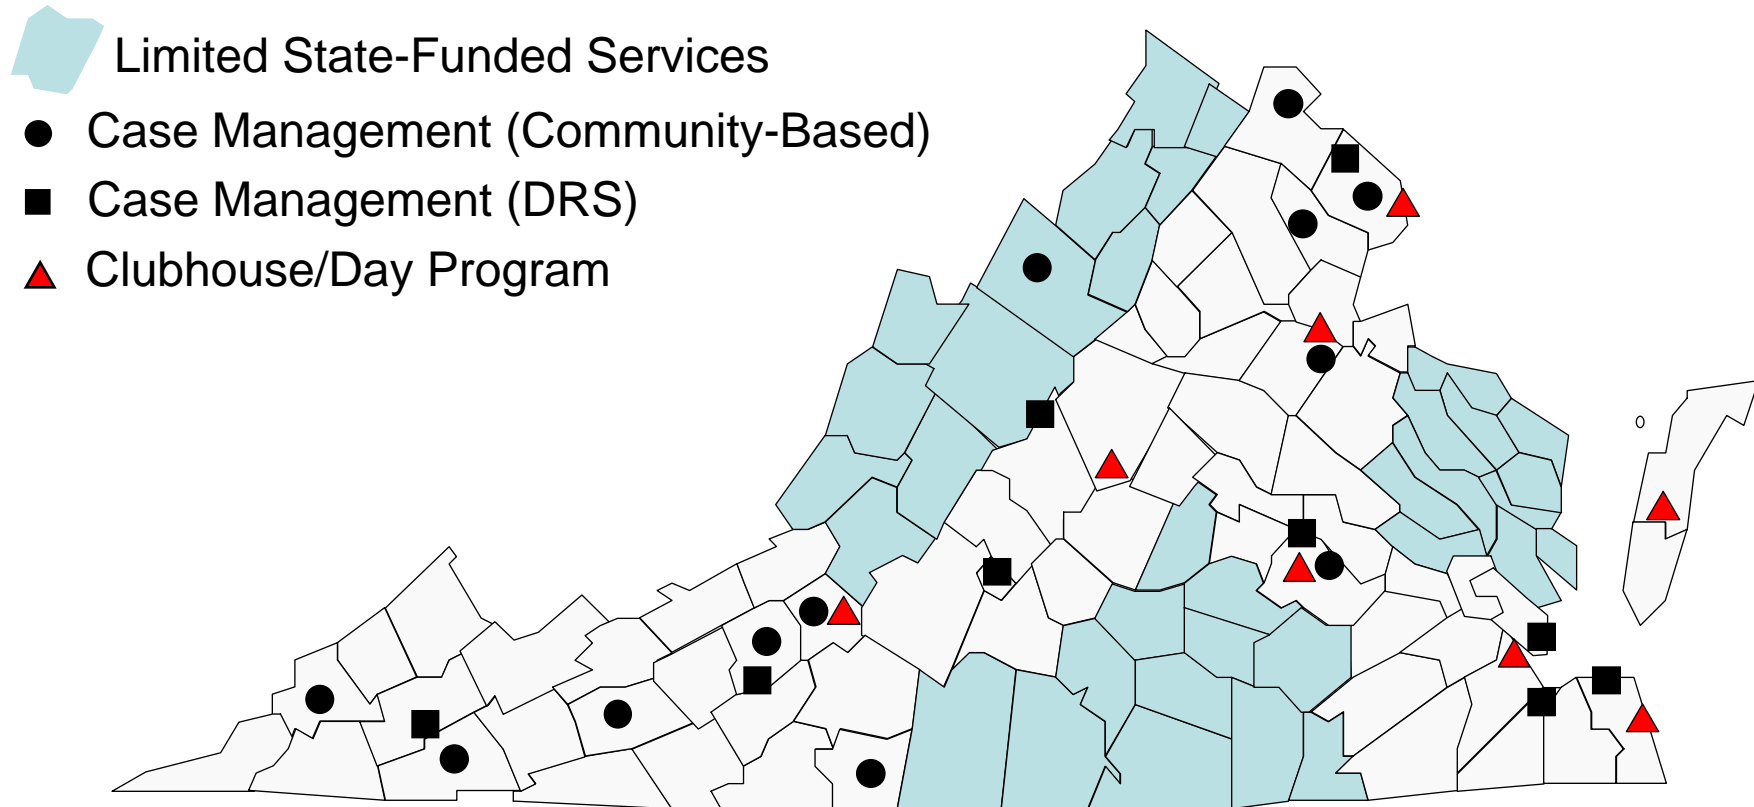 Limited State-Funded Services
Case Management (Community-Based)
Case Management (DRS)
Clubhouse/Day Program